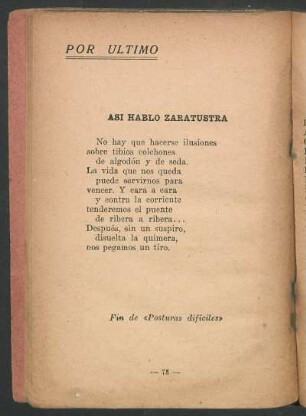 POR ULTIMO
ASI HABLO ZARATUSTRA
No hay que hacerse ilusiones
sobre tibios colchones
de algodón y de seda.
La vida que nos queda
puede servirnos para
vencer. Y cara a cara
y contra la corriente
tenderemos el puente
de ribera a ribera...
Después, sin un suspiro,
disuelta la quimera,
nos pegamos un tiro.
Fin de «Posturas difíciles»
— 78 —